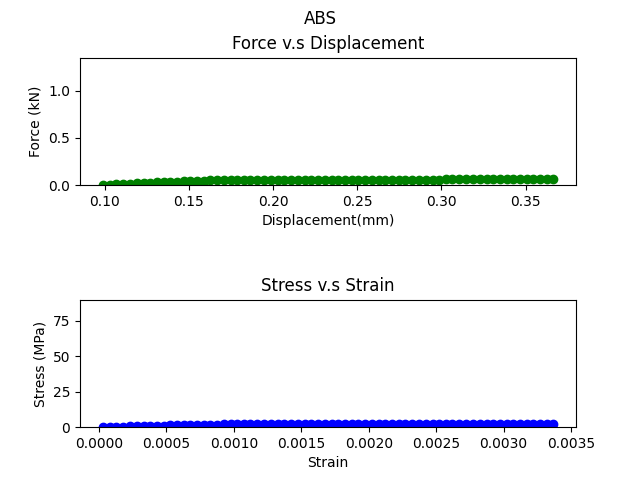 ABS
Force v.s Displacement
1.0
0.5
0.0
Force (kN)
0.10 0.15 0.20 0.25 0.30 0.35
Displacement(mm)
Stress v.s Strain
75
50
25
0
Stress (MPa)
0.0000 0.0005 0.0010 0.0015 0.0020 0.0025 0.0030 0.0035
Strain